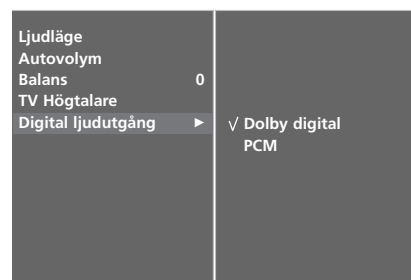 Ljudläge
Autovolym
Balans 0
TV Högtalare
Digital ljudutgång ►
√ Dolby digital
PCM